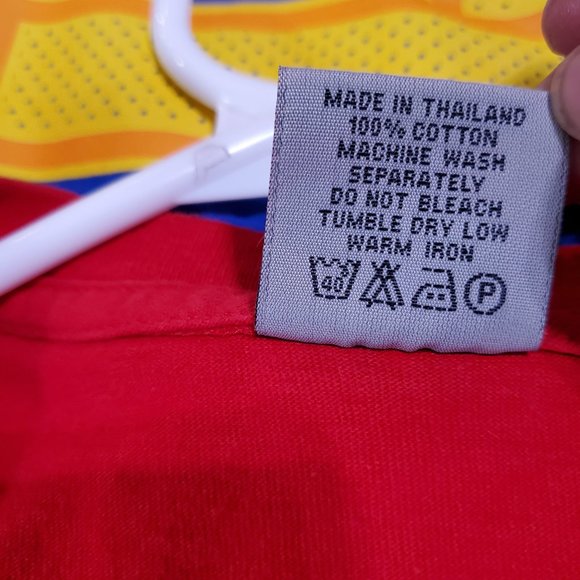 MADE IN THAILAND
100% COTTON
MACHINE WASH
SEPARATELY
DO NOT BLEACH
TUMBLE DRY LOW
WARM IRON
40 P